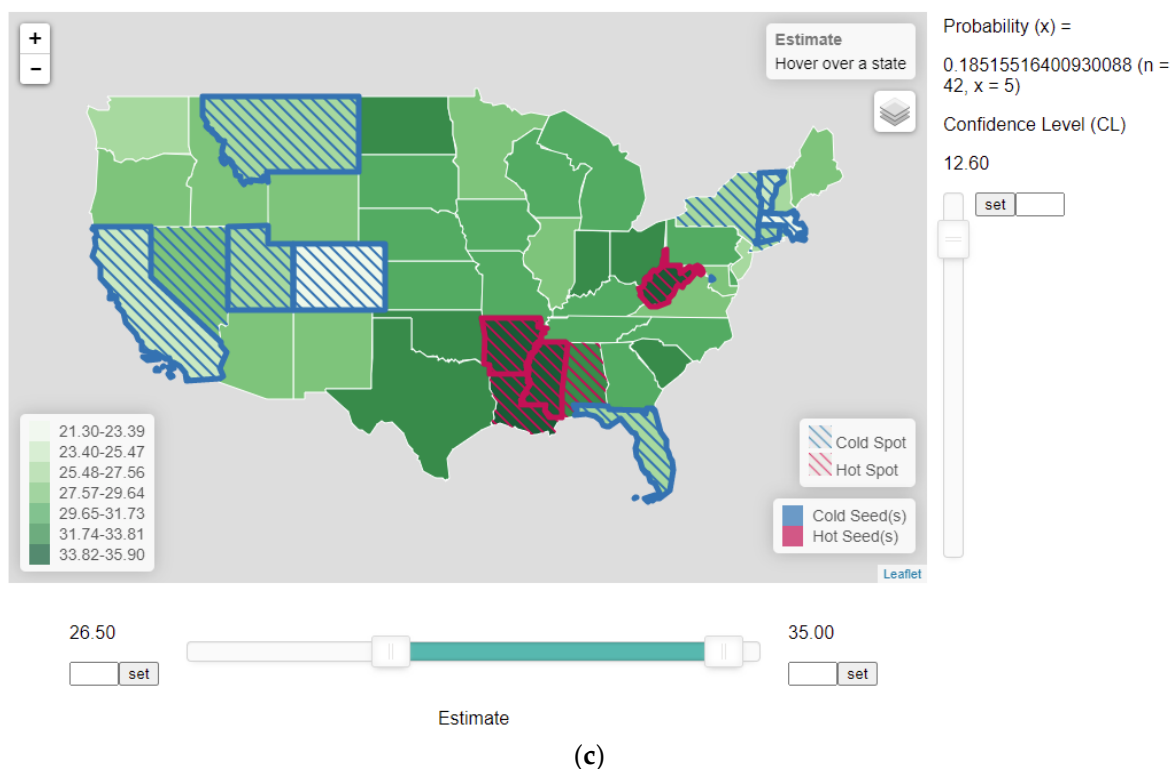 +
−
Estimate
Hover over a state
Probability (x) =
0.18515516400930088 (n =
42, x = 5)
Confidence Level (CL)
12.60
set
21.30-23.39
23.40-25.47
25.48-27.56
27.57-29.64
29.65-31.73
31.74-33.81
33.82-35.90
Cold Spot
Hot Spot
Cold Seed(s)
Hot Seed(s)
Leaflet
26.50
35.00
set
set
Estimate
(c)